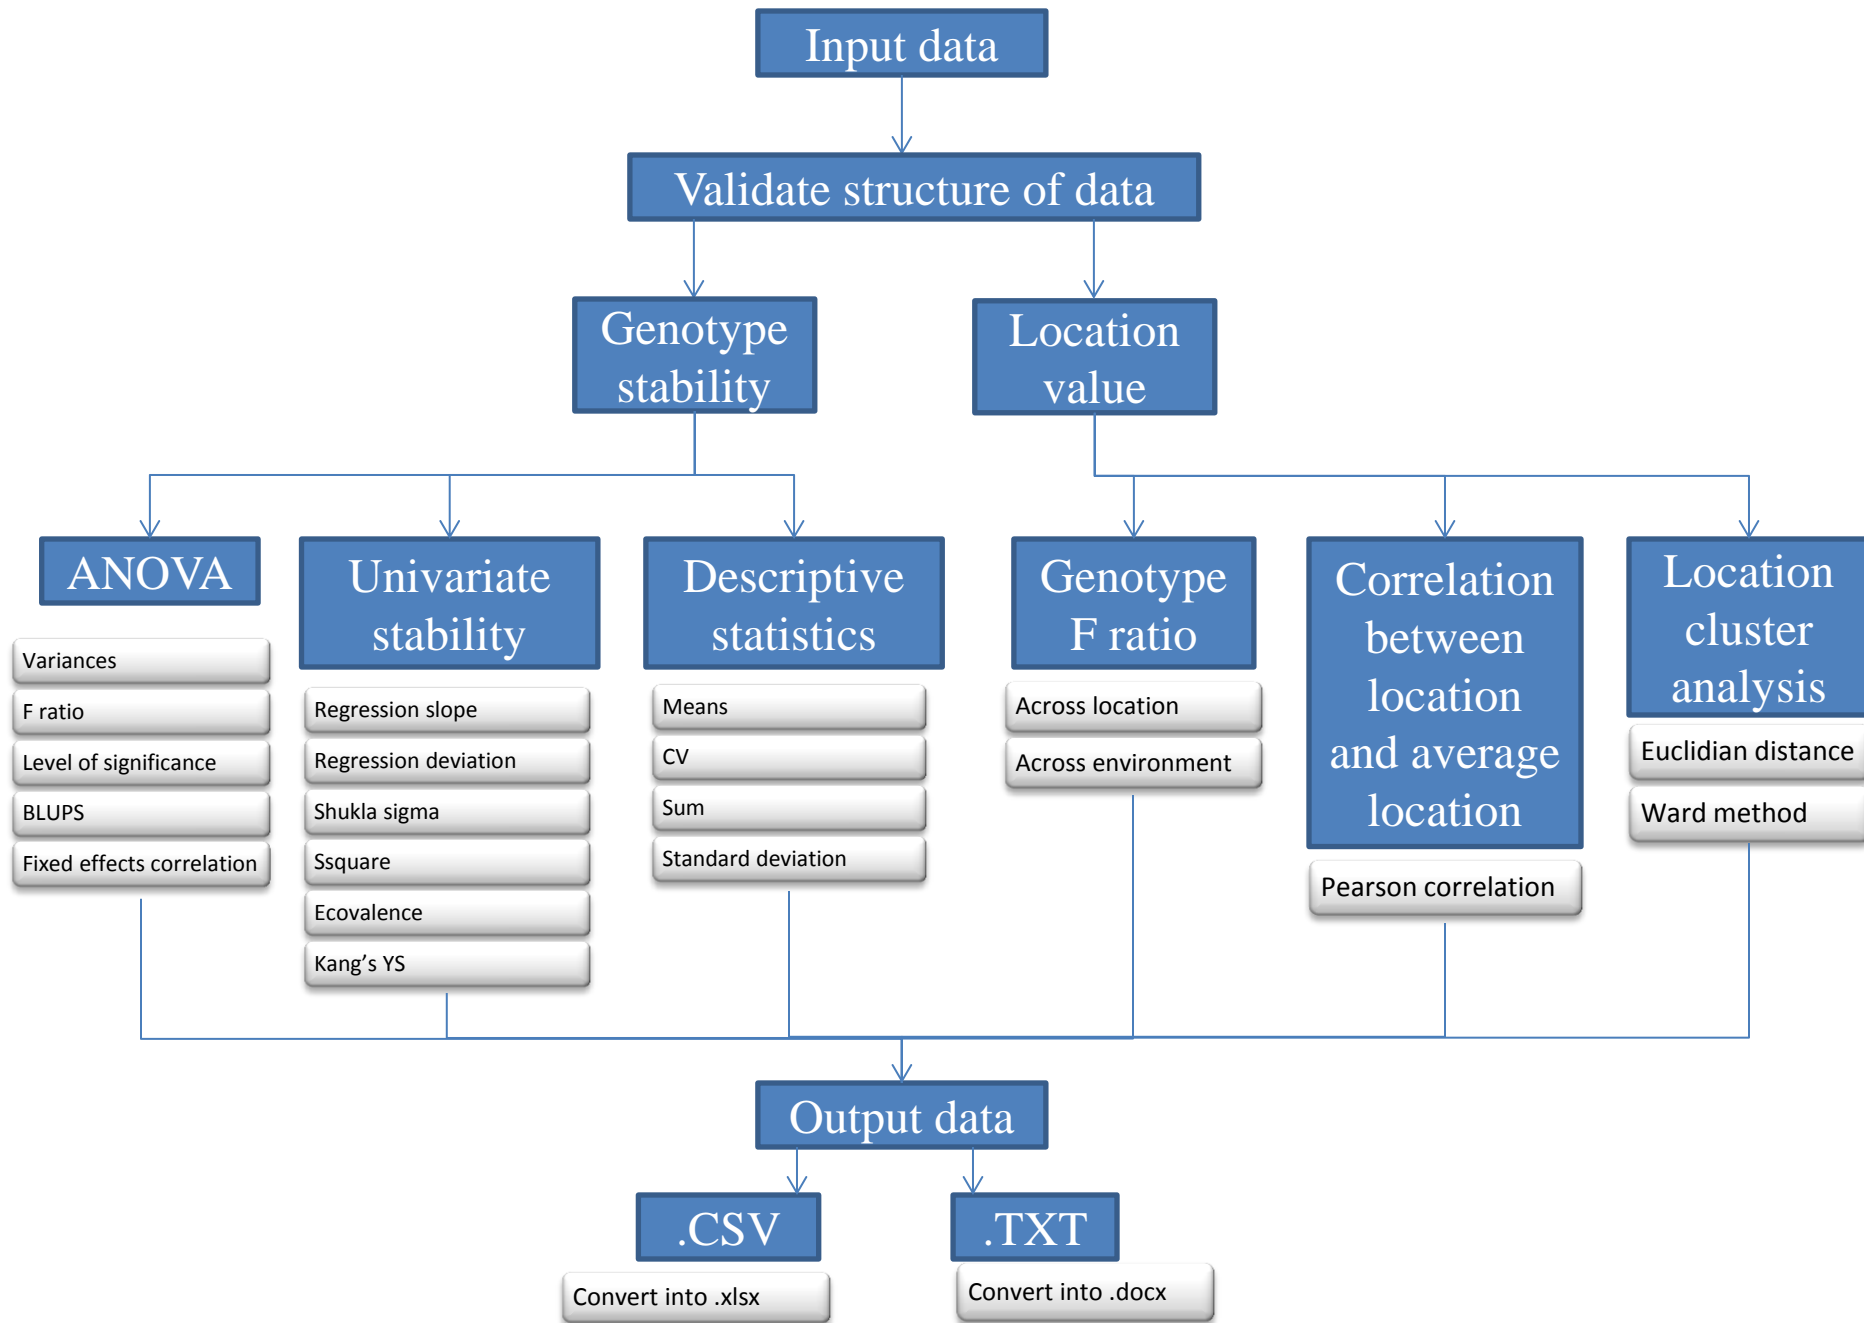 Input data
Validate structure of data
Genotype
stability
Location
value
ANOVA
Variances
F ratio
Level of significance
BLUPS
Fixed effects correlation
Univariate
stability
Regression slope
Regression deviation
Shukla sigma
Ssquare
Ecovalence
Kang’s YS
Descriptive
statistics
Means
CV
Sum
Standard deviation
Genotype
F ratio
Across location
Across environment
Correlation
between
location
and average
location
Pearson correlation
Location
cluster
analysis
Euclidian distance
Ward method
Output data
.CSV
Convert into .xlsx
.TXT
Convert into .docx